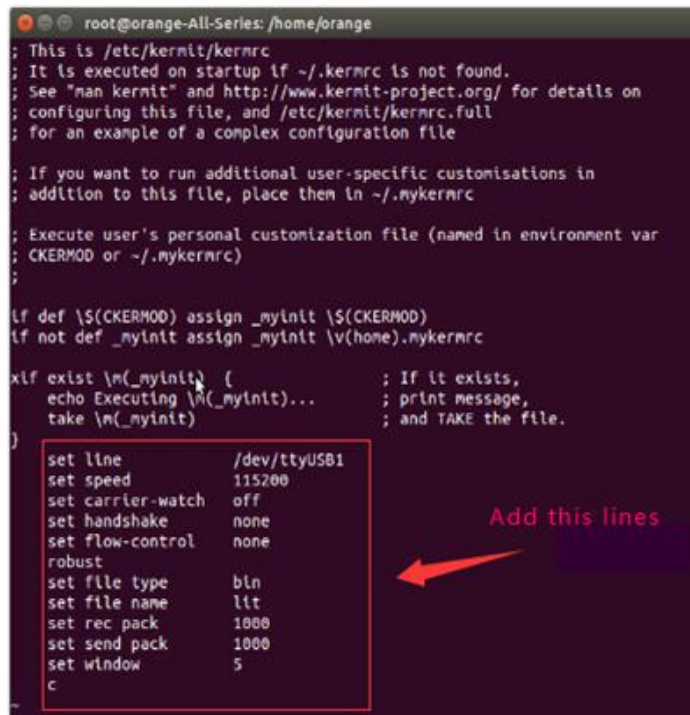 root@orange-All-Series: /home/orange
; This is /etc/kermit/kermrc
; It is executed on startup if ~/.kermrc is not found.
; See "man kermit" and http://www.kermit-project.org/ for details on
; configuring this file, and /etc/kermit/kermrc.full
; for an example of a complex configuration file
; If you want to run additional user-specific customisations in
; addition to this file, place them in ~/.mykermrc
; Execute user's personal customization file (named in environment var
; CKERMOD or ~/.mykermrc)
;
if def \$(CKERMOD) assign _myinit \$(CKERMOD)
if not def _myinit assign _myinit \v(home).mykermrc
xif exist \m(_myinit) { ; If it exists,
echo Executing \m(_myinit)... ; print message,
take \m(_myinit) ; and TAKE the file.
}
set line /dev/ttyUSB1
set speed 115200
set carrier-watch off
set handshake none
set flow-control none
robust
set file type bin
set file name lit
set rec pack 1000
set send pack 1000
set window 5
c
~
Add this lines